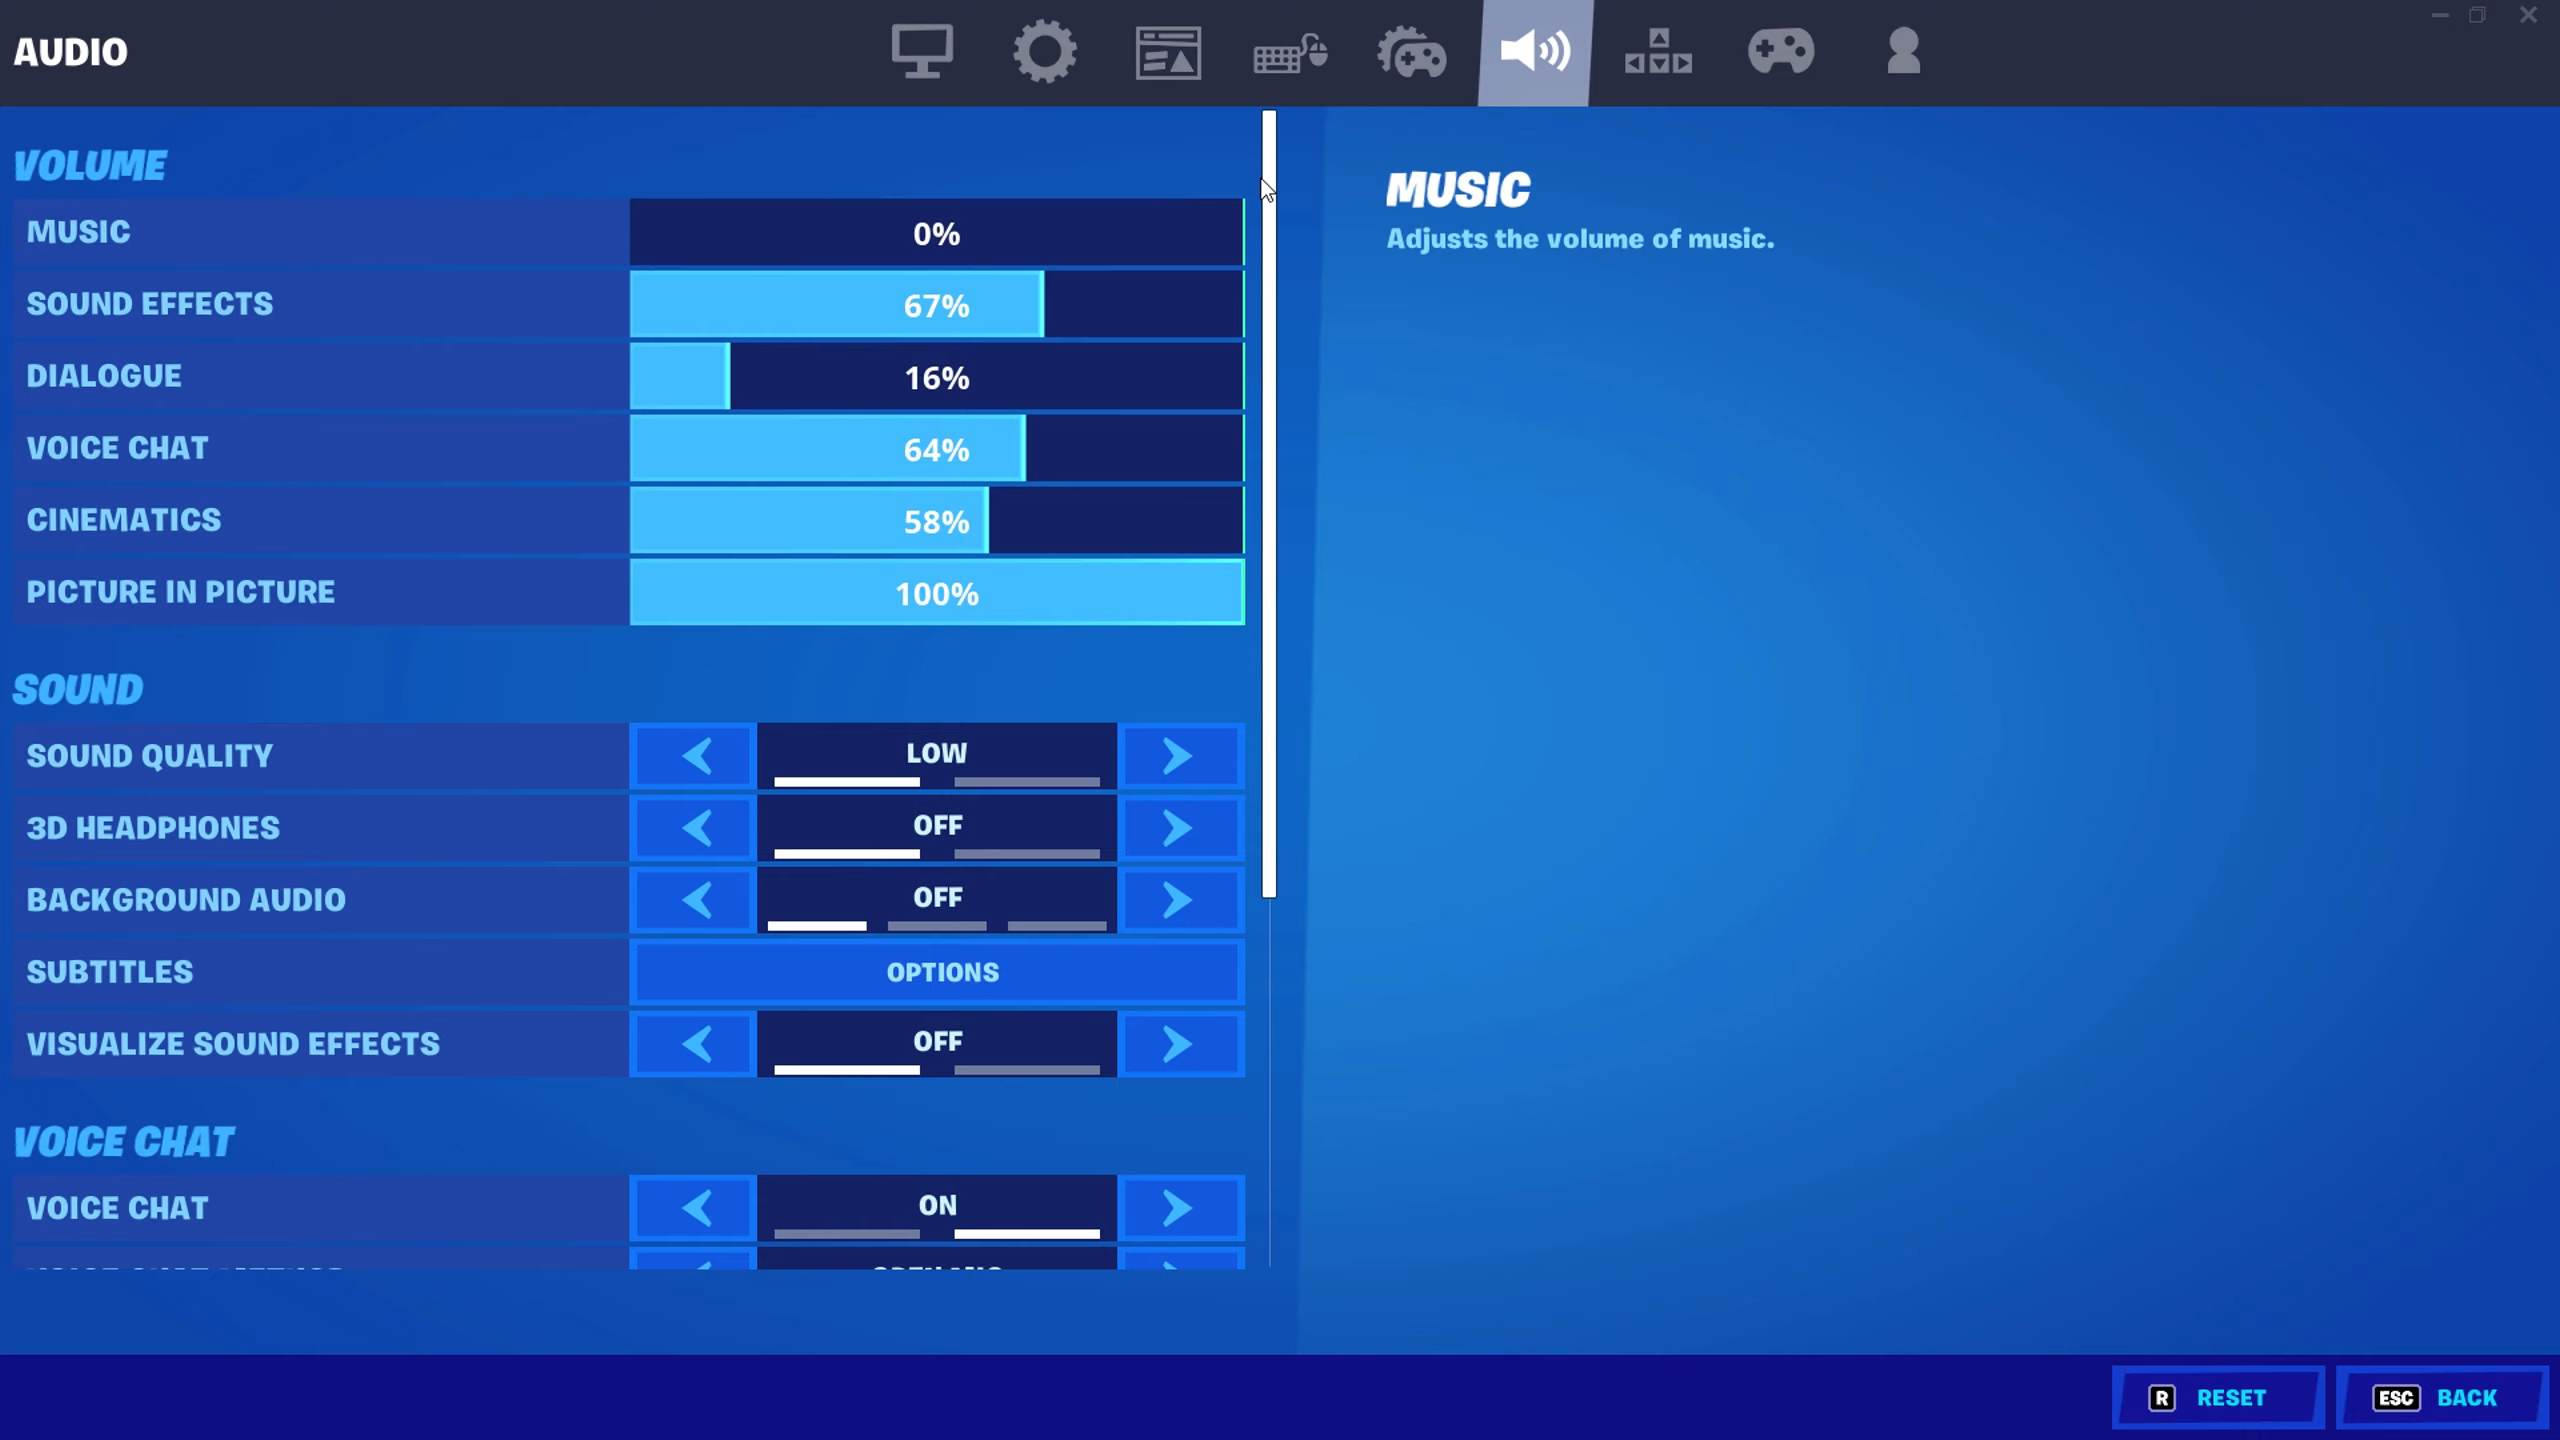 AUDIO
VOLUME
MUSIC 0%
SOUND EFFECTS 67%
DIALOGUE 16%
VOICE CHAT 64%
CINEMATICS 58%
PICTURE IN PICTURE 100%
SOUND
SOUND QUALITY LOW
3D HEADPHONES OFF
BACKGROUND AUDIO OFF
SUBTITLES OPTIONS
VISUALIZE SOUND EFFECTS OFF
VOICE CHAT
VOICE CHAT ON
MUSIC
Adjusts the volume of music.
R RESET
ESC BACK